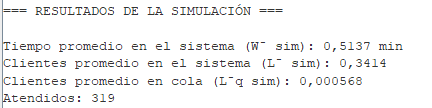 === RESULTADOS DE LA SIMULACIÓN ===
Tiempo promedio en el sistema (W¯ sim): 0,5137 min
Clientes promedio en el sistema (L¯ sim): 0,3414
Clientes promedio en cola (L¯q sim): 0,000568
Atendidos: 319